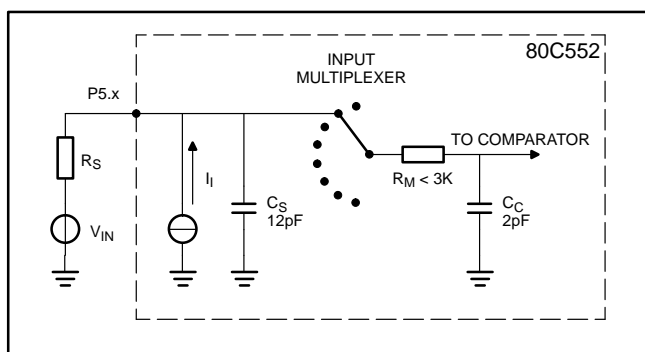 80C552
INPUT
MULTIPLEXER
P5.x
TO COMPARATOR
RS
II
RM < 3K
CS
12pF
CC
2pF
VIN